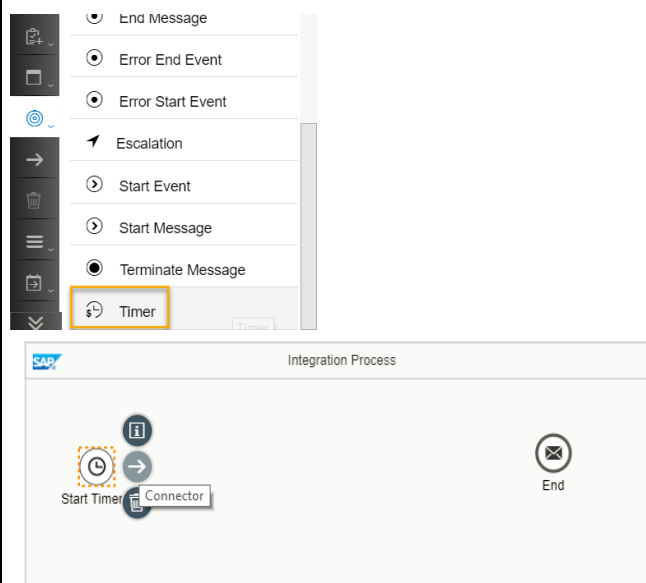 End Message
Error End Event
Error Start Event
Escalation
Start Event
Start Message
Terminate Message
$ Timer
Timer
SAP Integration Process
Start Timer
Connector
End